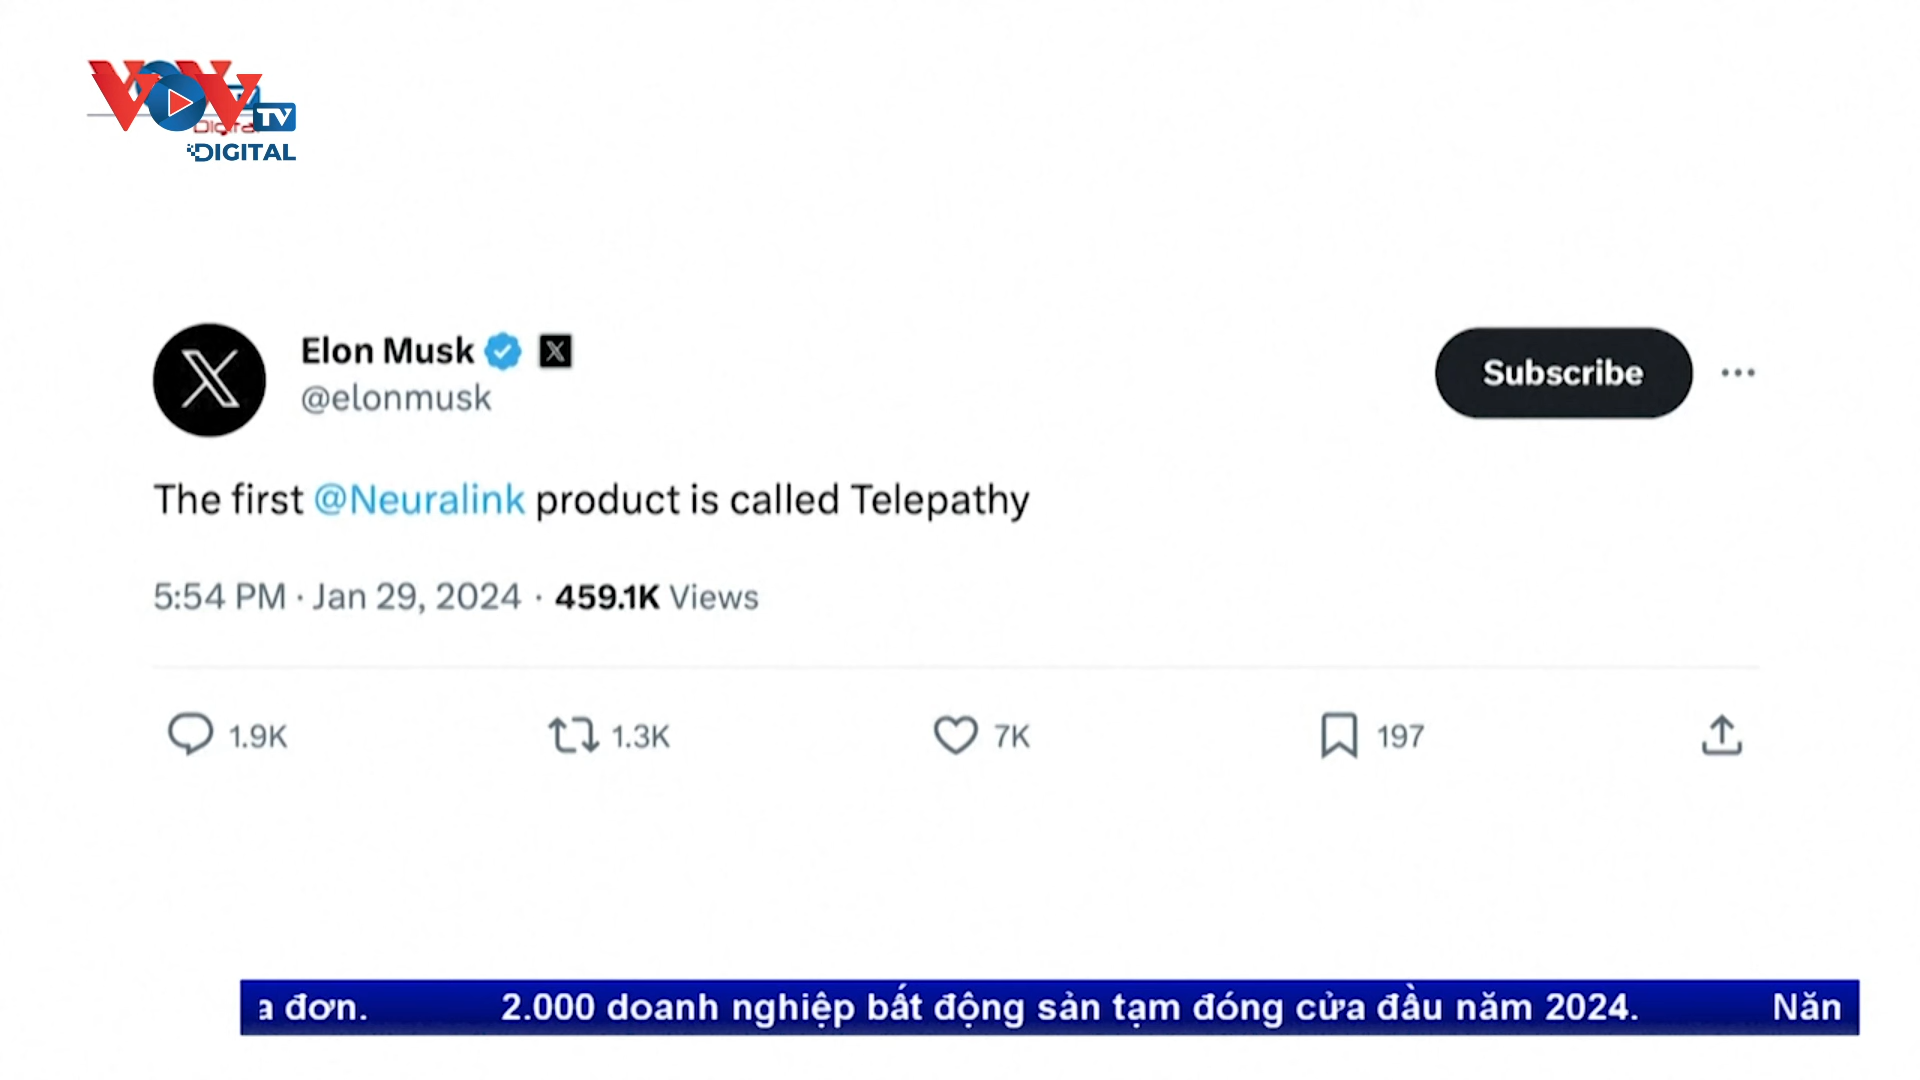 VOV TV
DIGITAL
Elon Musk
@elonmusk
Subscribe
The first @Neuralink product is called Telepathy
5:54 PM · Jan 29, 2024 · 459.1K Views
1.9K 1.3K 7K 197
a đơn. 2.000 doanh nghiệp bất động sản tạm đóng cửa đầu năm 2024. Năn